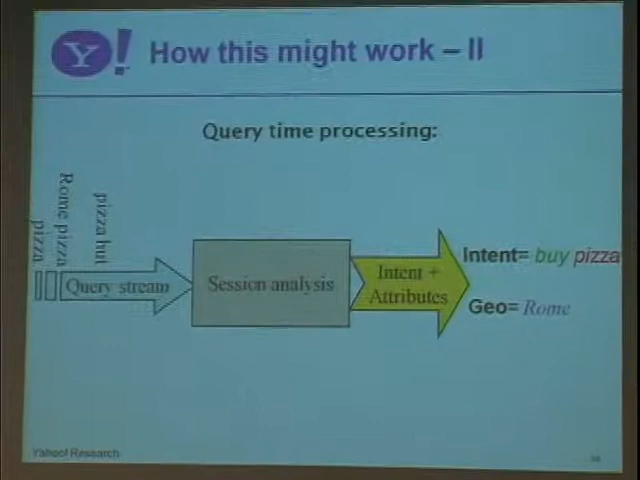 Y! How this might work – II
Query time processing:
pizza
Rome pizza
pizza hut
Query stream
Session analysis
Intent +
Attributes
Intent= buy pizza
Geo= Rome
Yahoo! Research